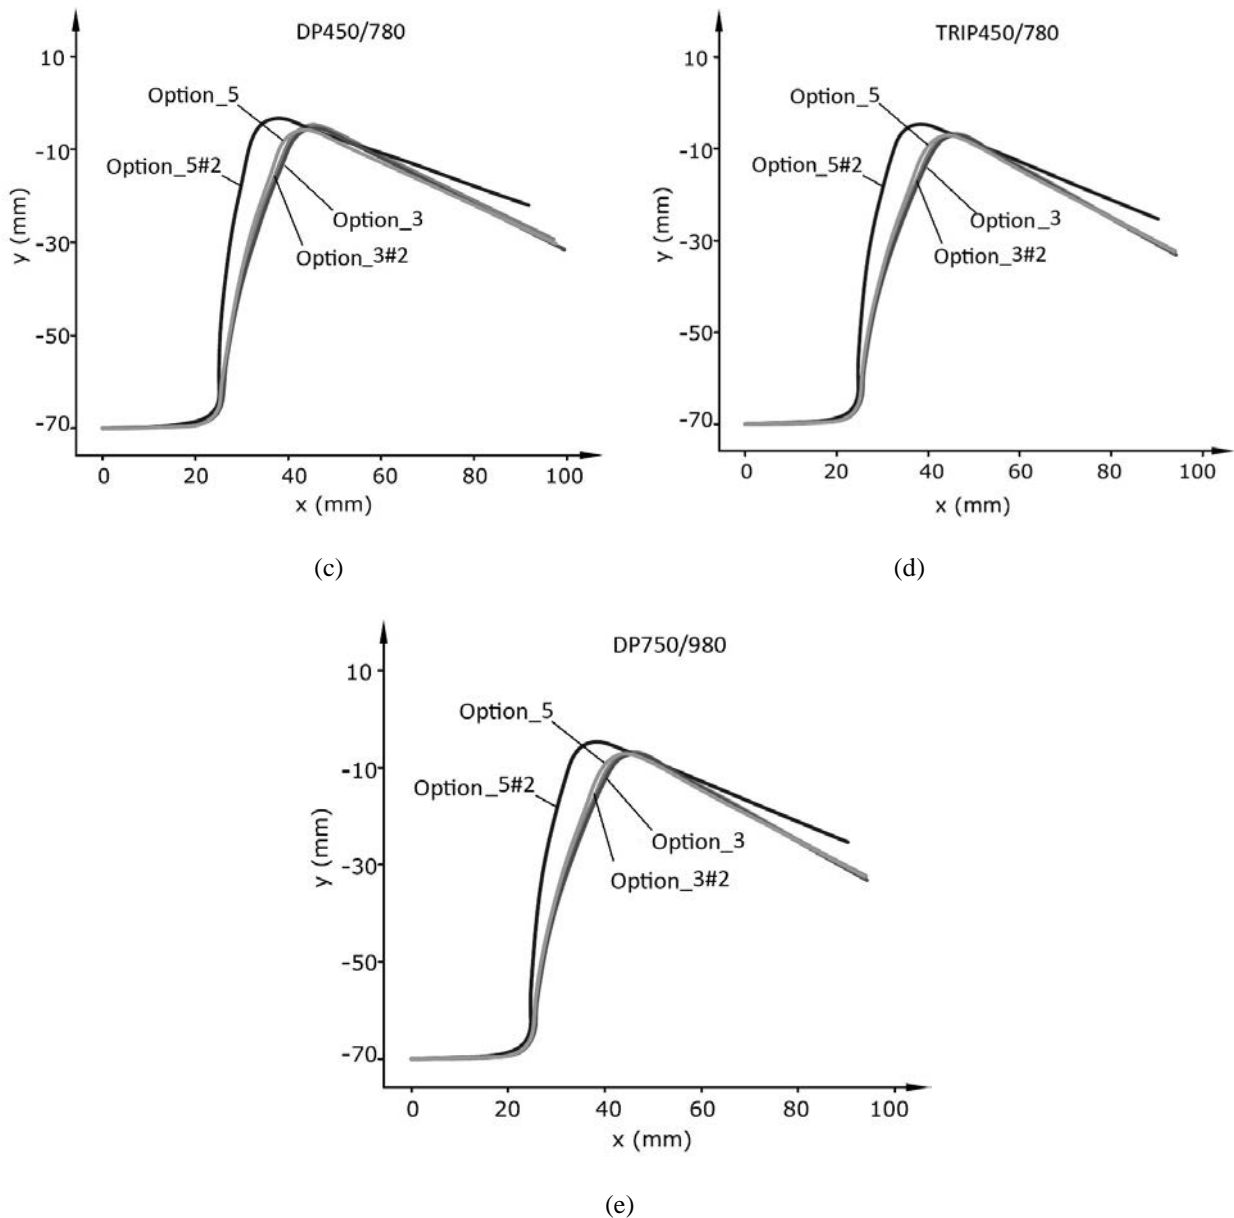 DP450/780
10
-10
-30
-50
-70
y (mm)
Option_5
Option_5#2
Option_3
Option_3#2
0 20 40 60 80 100
x (mm)
(c)
TRIP450/780
10
-10
-30
-50
-70
y (mm)
Option_5
Option_5#2
Option_3
Option_3#2
0 20 40 60 80 100
x (mm)
(d)
DP750/980
10
-10
-30
-50
-70
y (mm)
Option_5
Option_5#2
Option_3
Option_3#2
0 20 40 60 80 100
x (mm)
(e)